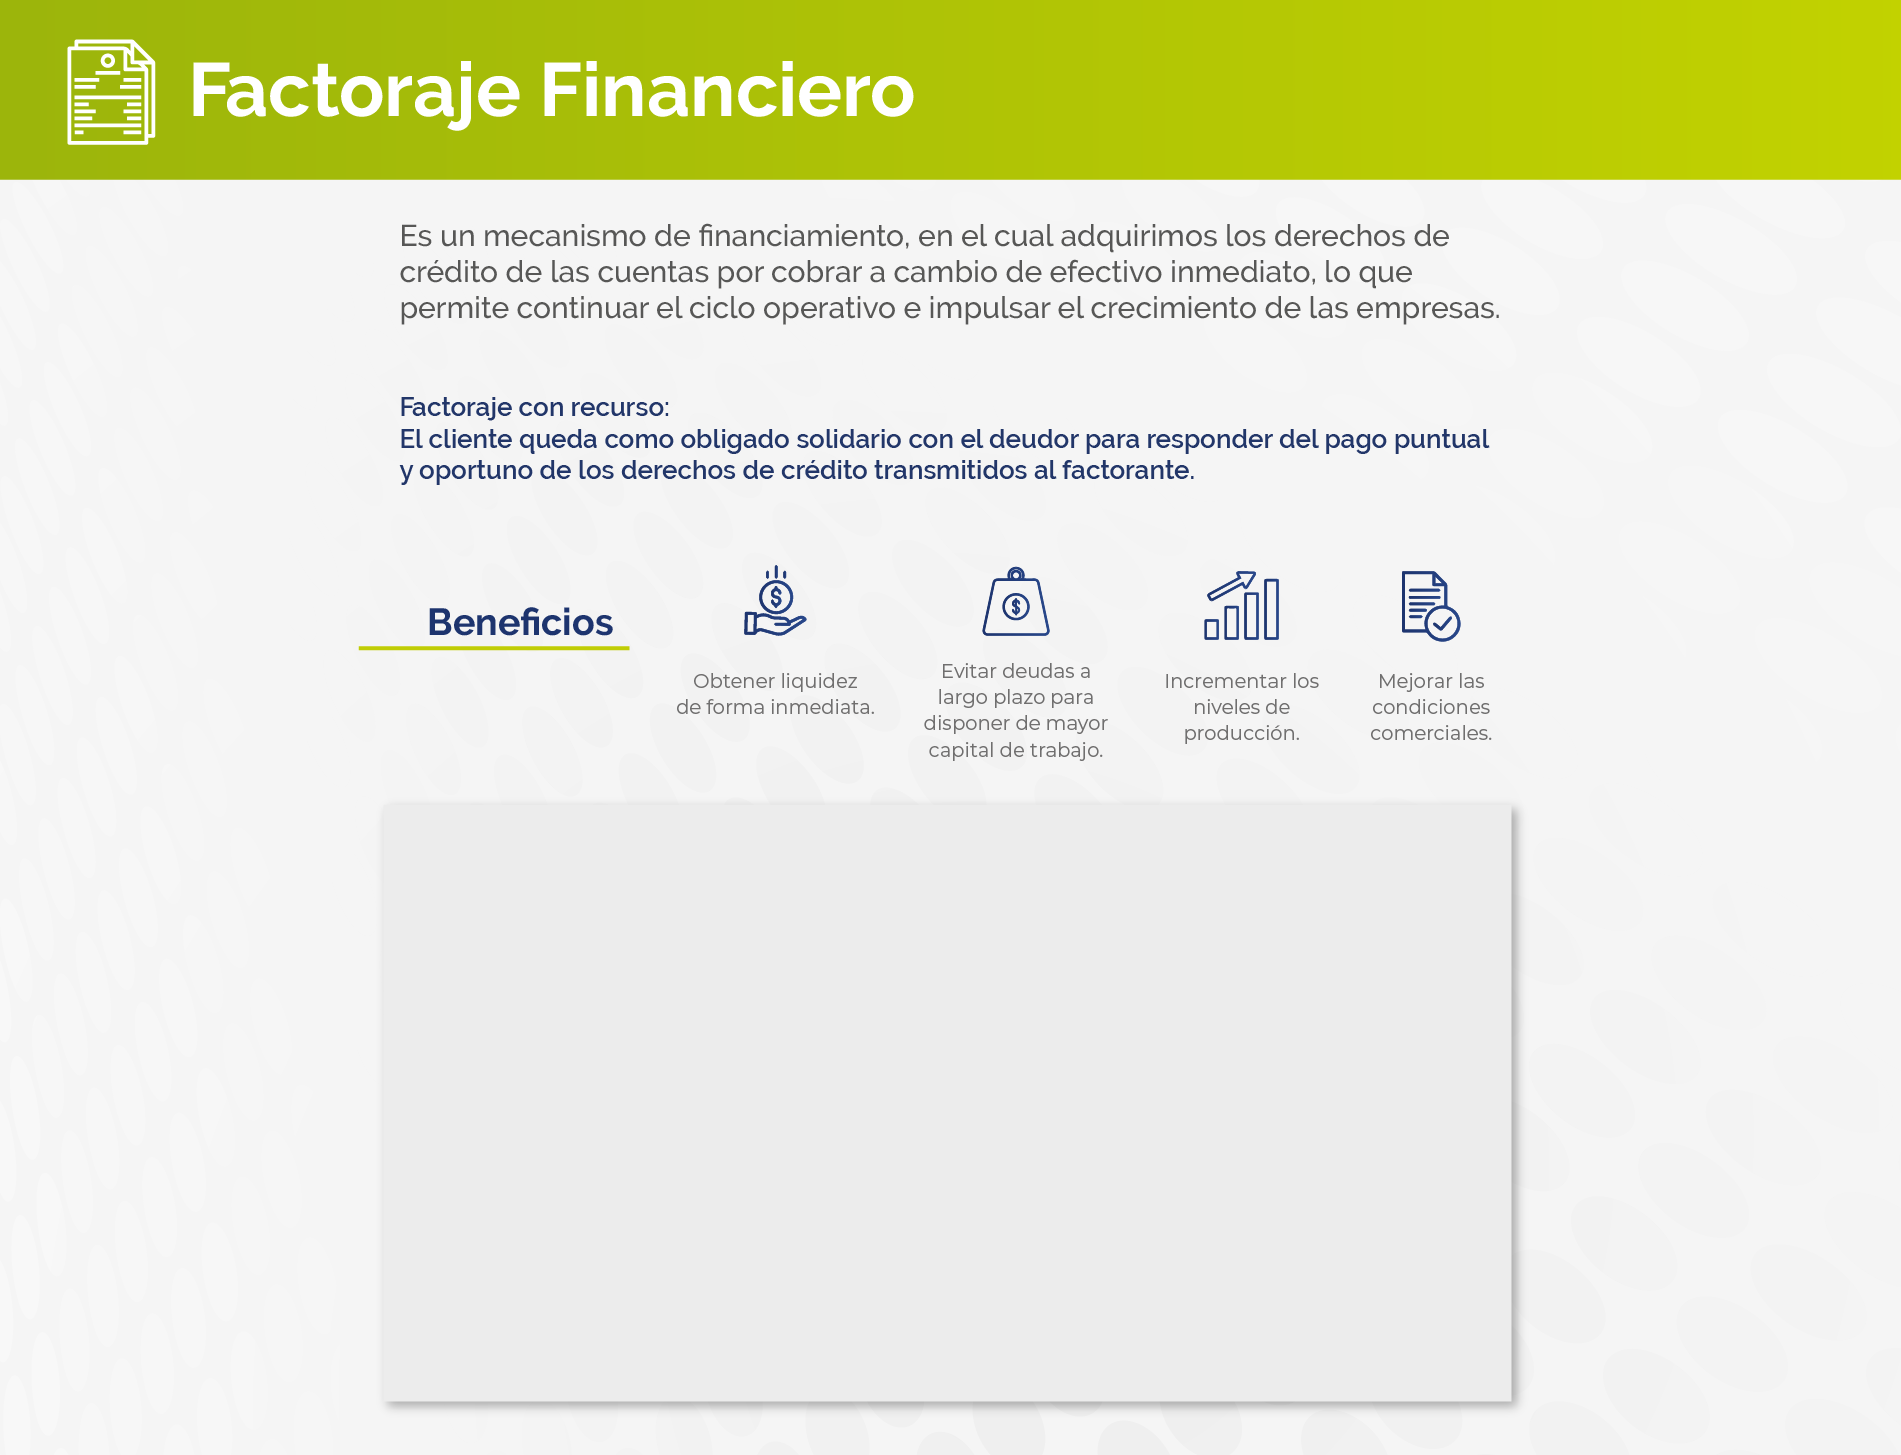 Factoraje Financiero
Es un mecanismo de financiamiento, en el cual adquirimos los derechos de
crédito de las cuentas por cobrar a cambio de efectivo inmediato, lo que
permite continuar el ciclo operativo e impulsar el crecimiento de las empresas.
Factoraje con recurso:
El cliente queda como obligado solidario con el deudor para responder del pago puntual
y oportuno de los derechos de crédito transmitidos al factorante.
Beneficios
Obtener liquidez
de forma inmediata.
Evitar deudas a
largo plazo para
disponer de mayor
capital de trabajo.
Incrementar los
niveles de
producción.
Mejorar las
condiciones
comerciales.